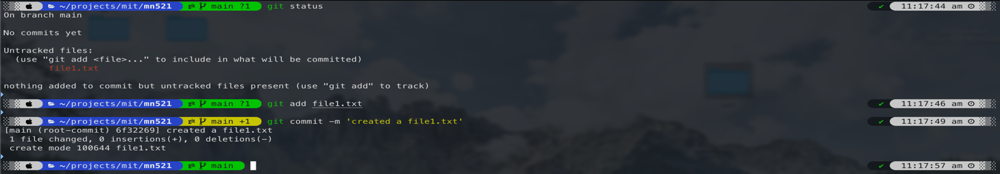 ~/projects/mit/mn521 git main ?1 git status 11:17:44 am
On branch main
No commits yet
Untracked files:
(use "git add <file>..." to include in what will be committed)
file1.txt
nothing added to commit but untracked files present (use "git add" to track)
~/projects/mit/mn521 git main ?1 git add file1.txt 11:17:46 am
~/projects/mit/mn521 git main +1 git commit -m 'created a file1.txt' 11:17:49 am
[main (root-commit) 6f32269] created a file1.txt
1 file changed, 0 insertions(+), 0 deletions(-)
create mode 100644 file1.txt
~/projects/mit/mn521 git main 11:17:57 am